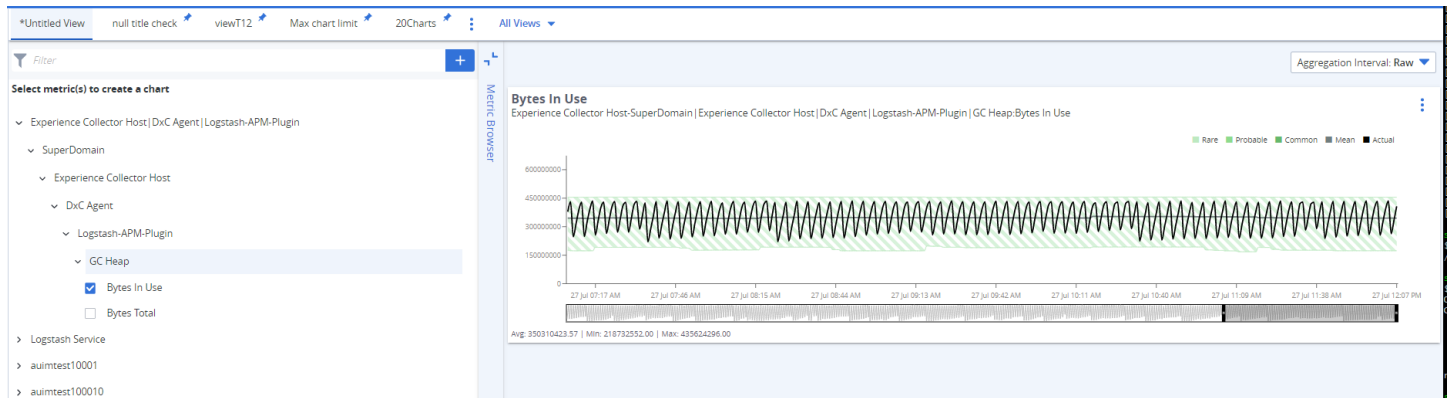 *Untitled View null title check viewT12 Max chart limit 20Charts All Views
Filter
+
Select metric(s) to create a chart
Experience Collector Host|DxC Agent|Logstash-APM-Plugin
SuperDomain
Experience Collector Host
DxC Agent
Logstash-APM-Plugin
GC Heap
Bytes In Use
Bytes Total
Logstash Service
auimtest10001
auimtest100010
Metric Browser
Aggregation Interval: Raw
Bytes In Use
Experience Collector Host-SuperDomain|Experience Collector Host|DxC Agent|Logstash-APM-Plugin|GC Heap:Bytes In Use
Rare Probable Common Mean Actual
600000000
450000000
300000000
150000000
0
27 Jul 07:17 AM 27 Jul 07:46 AM 27 Jul 08:15 AM 27 Jul 08:44 AM 27 Jul 09:13 AM 27 Jul 09:42 AM 27 Jul 10:11 AM 27 Jul 10:40 AM 27 Jul 11:09 AM 27 Jul 11:38 AM 27 Jul 12:07 PM
Avg: 350310423.57 | Min: 218732552.00 | Max: 435624296.00